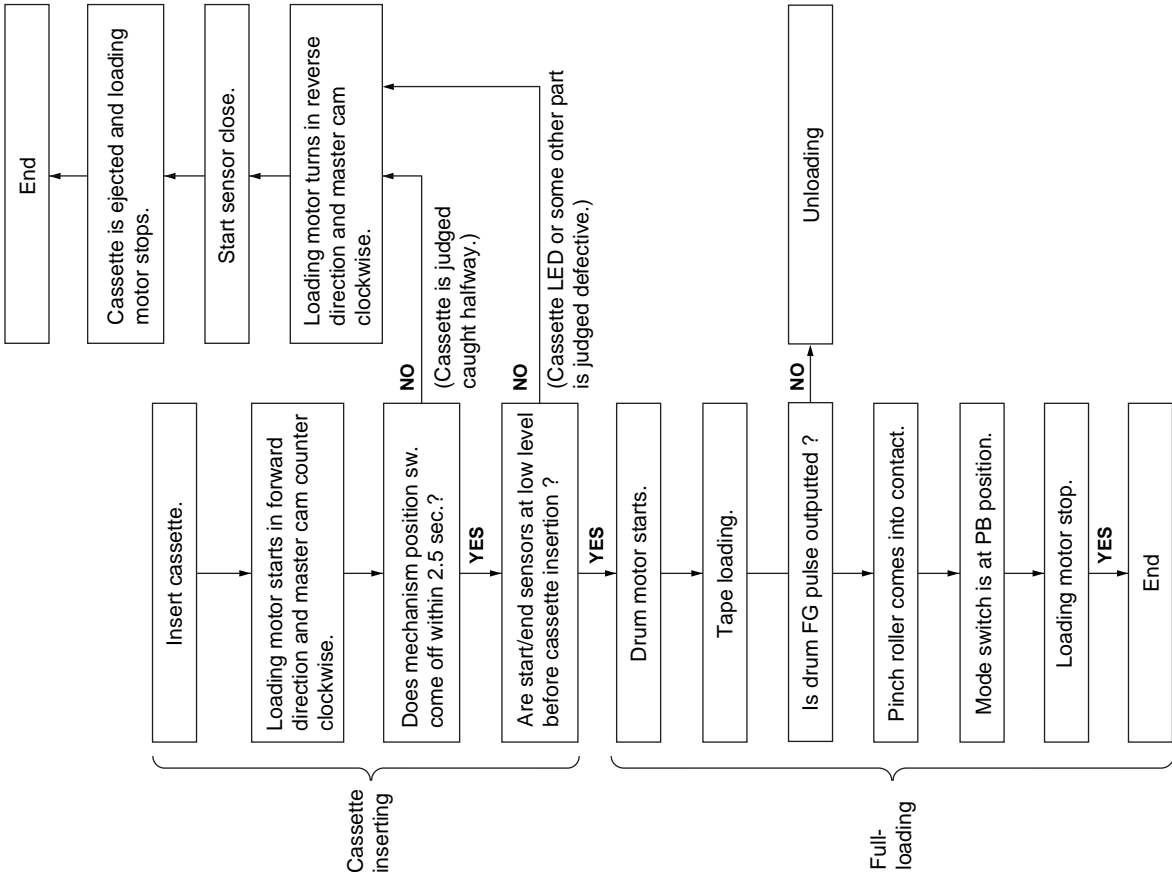 Cassette
inserting
Insert cassette.
Loading motor starts in forward
direction and master cam counter
clockwise.
Does mechanism position sw.
come off within 2.5 sec.?
NO
(Cassette is judged
caught halfway.)
YES
Are start/end sensors at low level
before cassette insertion ?
NO
(Cassette LED or some other part
is judged defective.)
YES
Loading motor turns in reverse
direction and master cam
clockwise.
Start sensor close.
Cassette is ejected and loading
motor stops.
End
Full-
loading
Drum motor starts.
Tape loading.
Is drum FG pulse outputted ?
NO
Unloading
Pinch roller comes into contact.
Mode switch is at PB position.
Loading motor stop.
YES
End